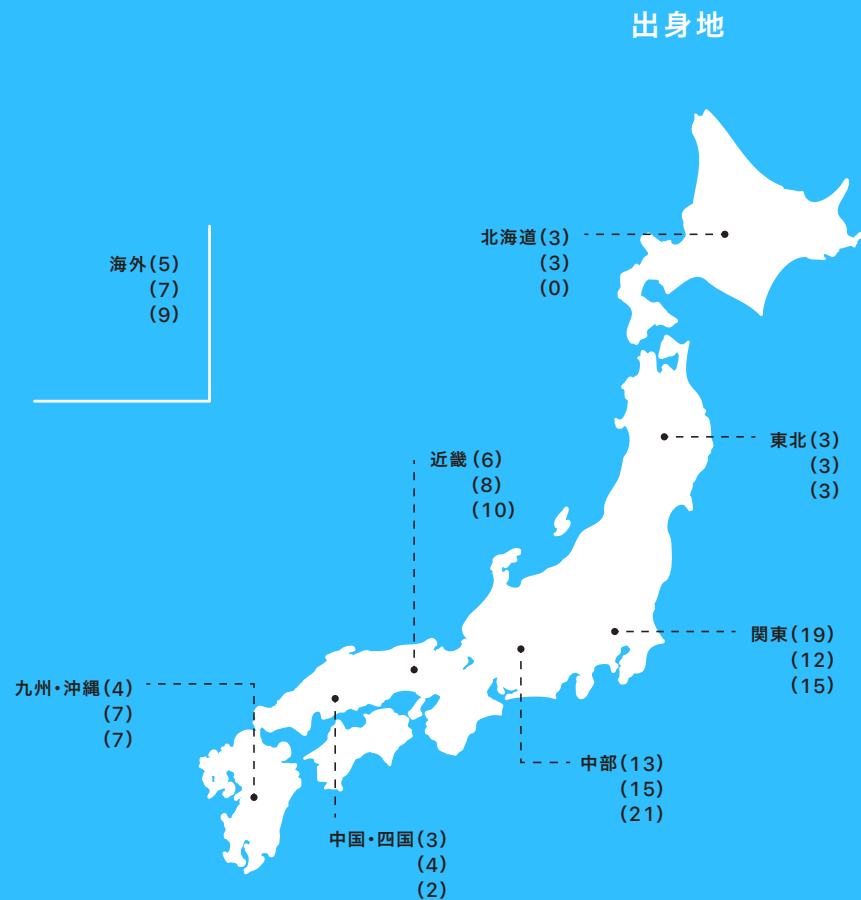 出身地
北海道(3)
(3)
(0)
海外(5)
(7)
(9)
東北(3)
(3)
(3)
近畿(6)
(8)
(10)
関東(19)
(12)
(15)
九州・沖縄(4)
(7)
(7)
中部(13)
(15)
(21)
中国・四国(3)
(4)
(2)